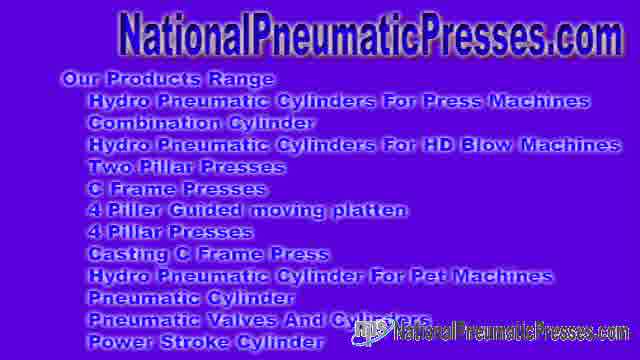 NationalPneumaticPresses.com
Our Products Range
Hydro Pneumatic Cylinders For Press Machines
Combination Cylinder
Hydro Pneumatic Cylinders For HD Blow Machines
Two Pillar Presses
C Frame Presses
4 Piller Guided moving platten
4 Pillar Presses
Casting C Frame Press
Hydro Pneumatic Cylinder For Pet Machines
Pneumatic Cylinder
Pneumatic Valves And Cylinders
NationalPneumaticPresses.com
Power Stroke Cylinder